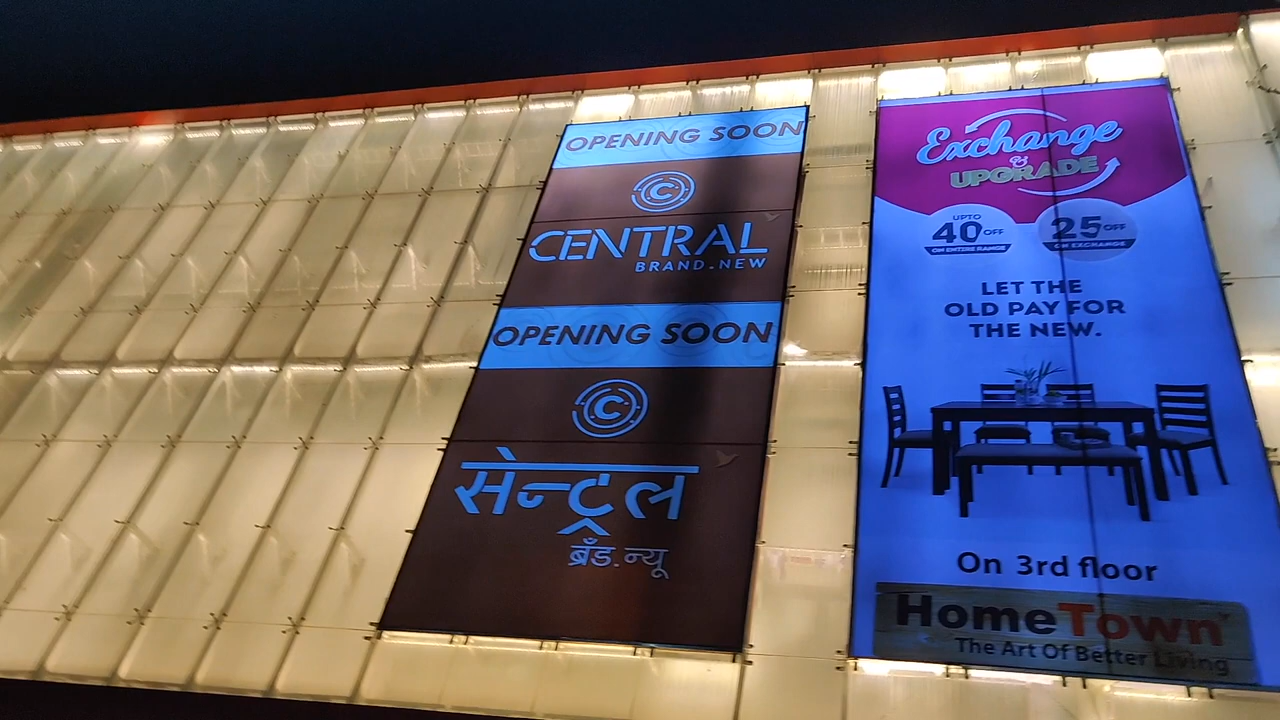 OPENING SOON
C
CENTRAL
BRAND.NEW
OPENING SOON
C
सेन्ट्रल
ब्रँड.न्यू
Exchange
&
UPGRADE
UPTO
40% OFF
ON ENTIRE RANGE
25% OFF
ON EXCHANGE
LET THE
OLD PAY FOR
THE NEW.
On 3rd floor
HomeTown
The Art Of Better Living